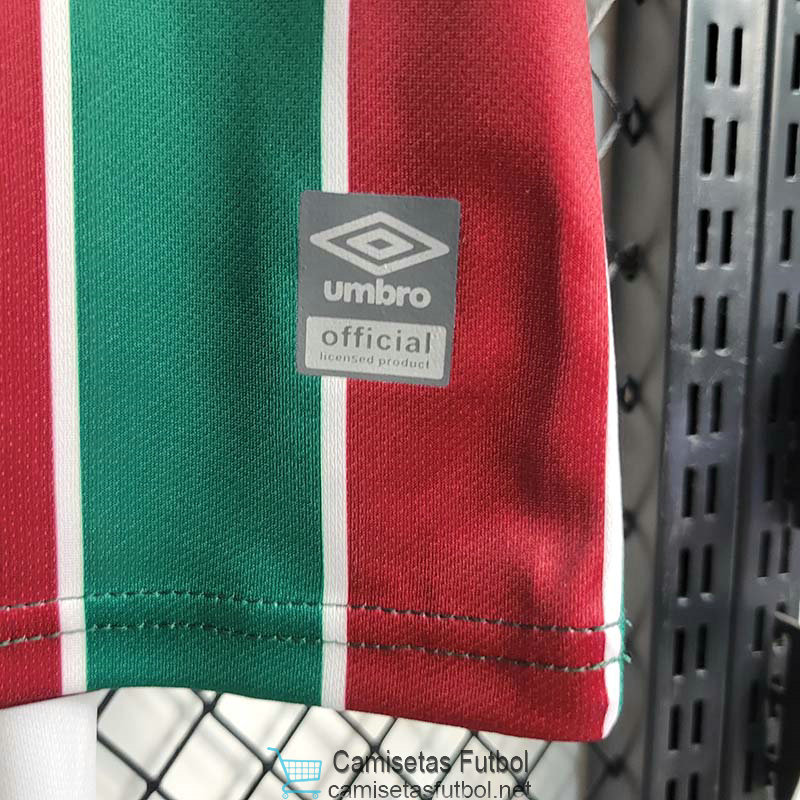 umbro
official
licensed product
Camisetas Futbol
camisetasfutbol.net